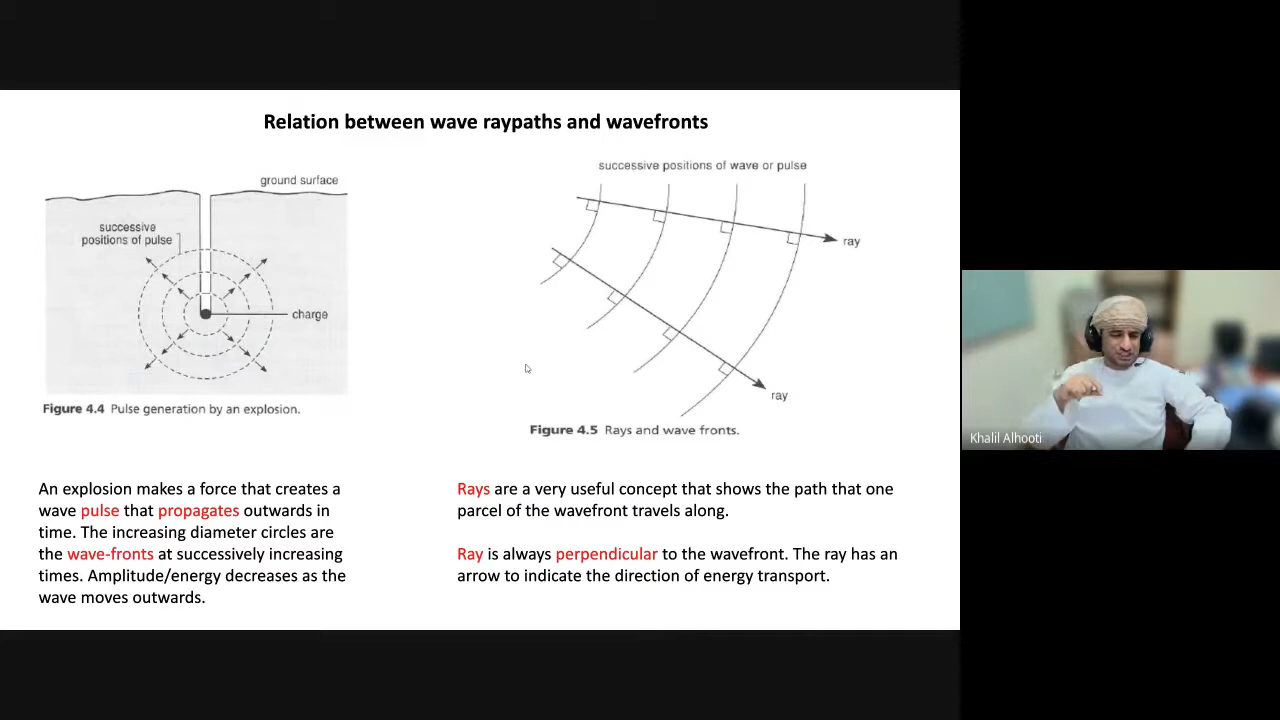 Relation between wave raypaths and wavefronts
ground surface
successive
positions of pulse
charge
Figure 4.4 Pulse generation by an explosion.
successive positions of wave or pulse
ray
ray
Figure 4.5 Rays and wave fronts.
An explosion makes a force that creates a
wave pulse that propagates outwards in
time. The increasing diameter circles are
the wave-fronts at successively increasing
times. Amplitude/energy decreases as the
wave moves outwards.
Rays are a very useful concept that shows the path that one
parcel of the wavefront travels along.
Ray is always perpendicular to the wavefront. The ray has an
arrow to indicate the direction of energy transport.
Khalil Alhooti